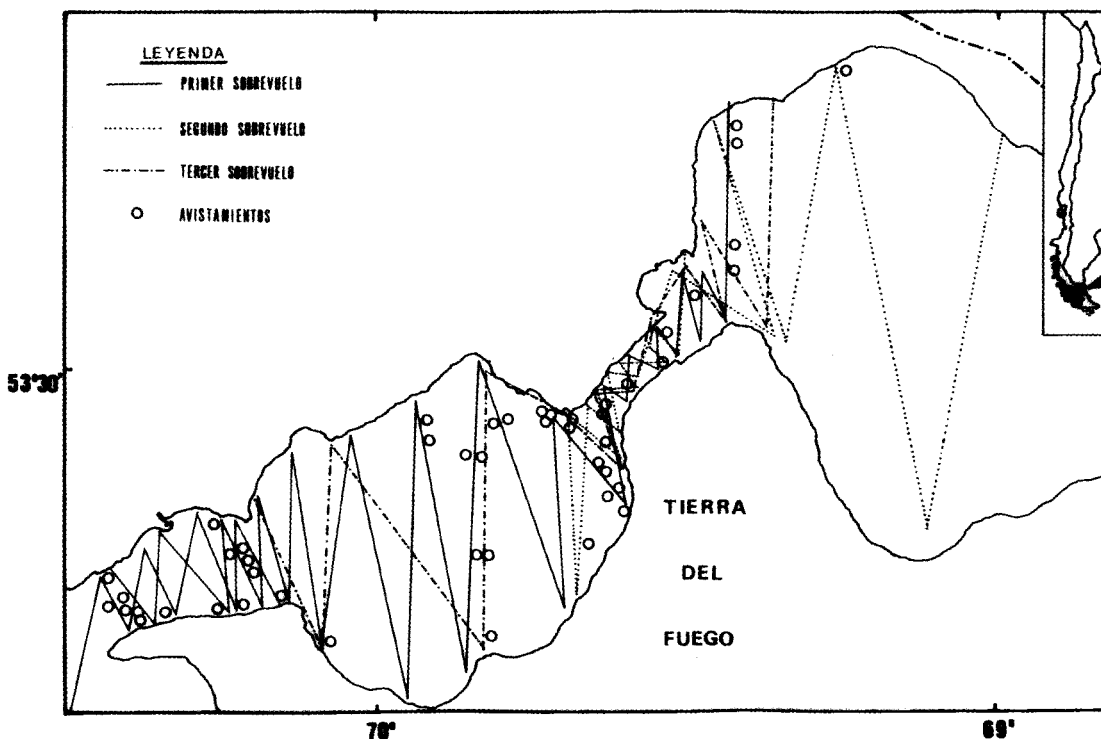 LEYENDA
PRIMER SOBREVUELO
SEGUNDO SOBREVUELO
TERCER SOBREVUELO
AVISTAMIENTOS
53°30'
TIERRA
DEL
FUEGO
70°
69°